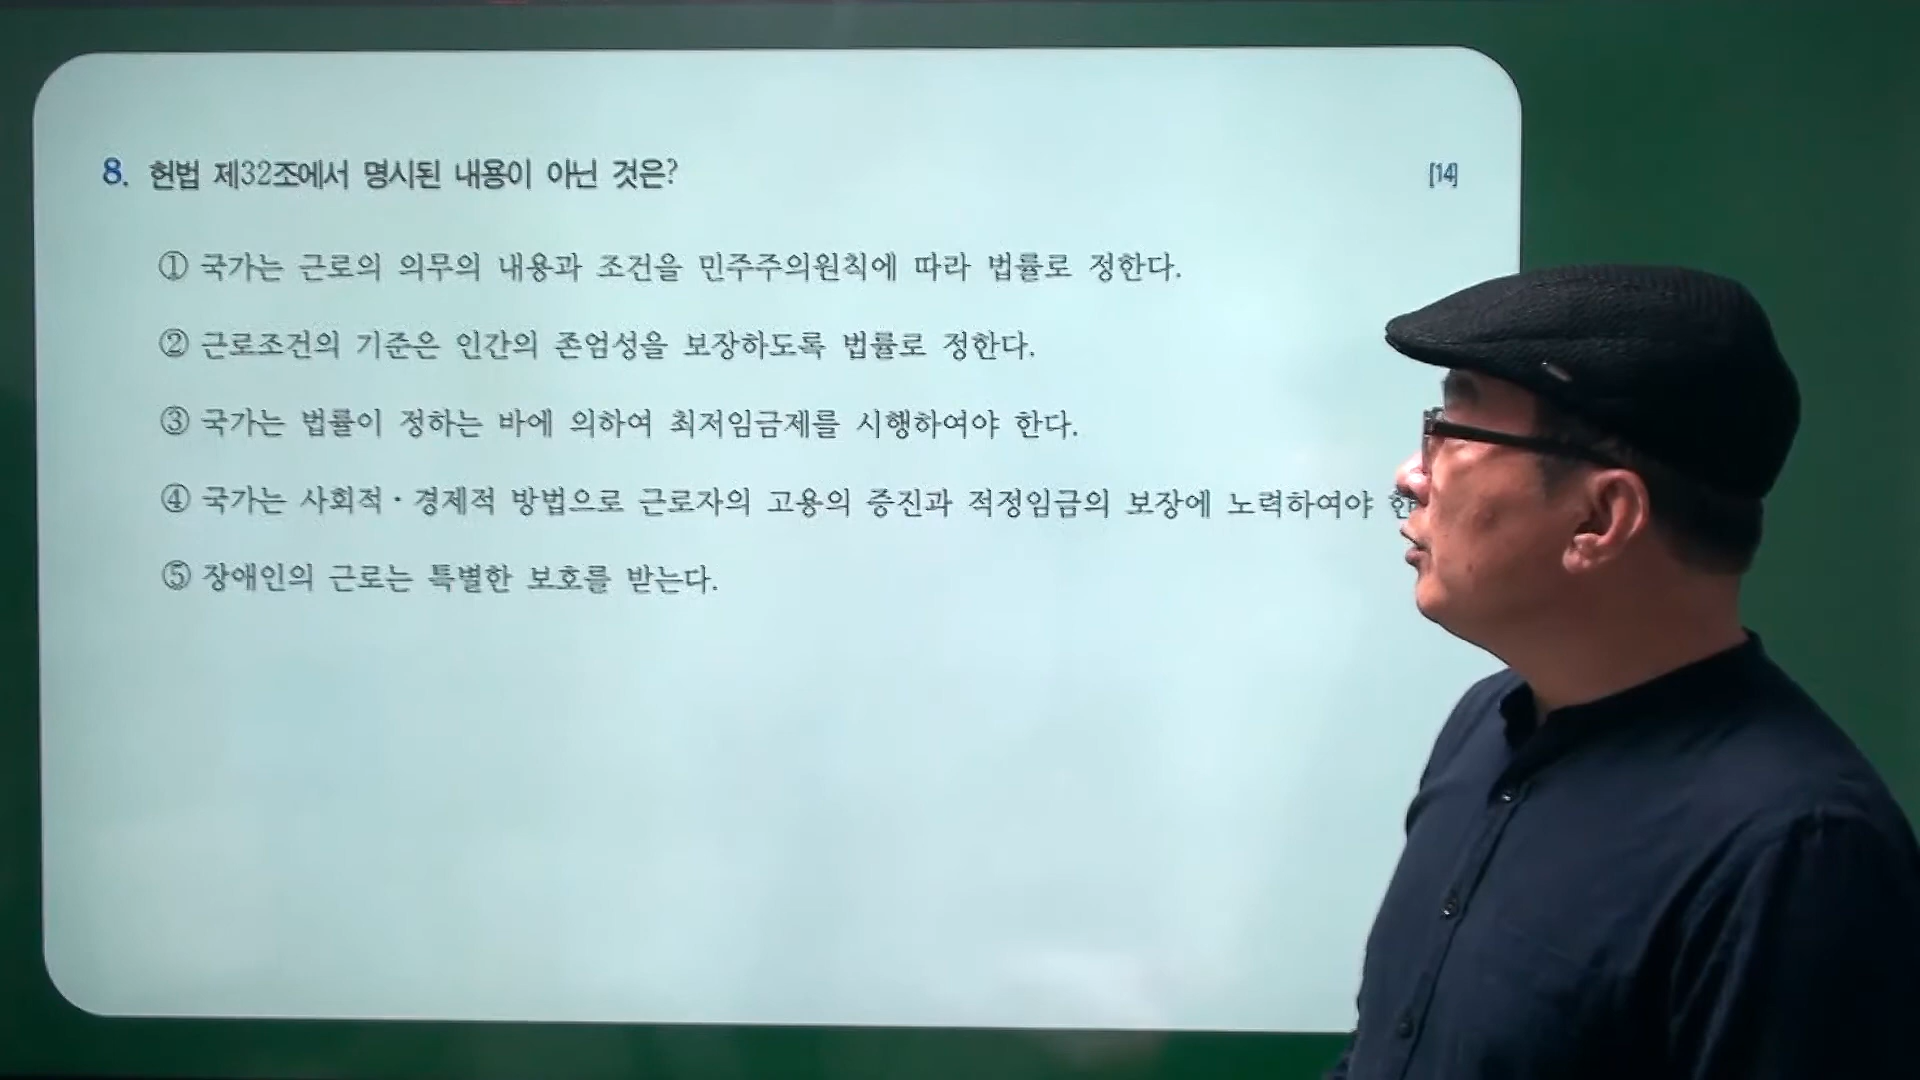 8. 헌법 제32조에서 명시된 내용이 아닌 것은? [14]
① 국가는 근로의 의무의 내용과 조건을 민주주의원칙에 따라 법률로 정한다.
② 근로조건의 기준은 인간의 존엄성을 보장하도록 법률로 정한다.
③ 국가는 법률이 정하는 바에 의하여 최저임금제를 시행하여야 한다.
④ 국가는 사회적·경제적 방법으로 근로자의 고용의 증진과 적정임금의 보장에 노력하여야
⑤ 장애인의 근로는 특별한 보호를 받는다.